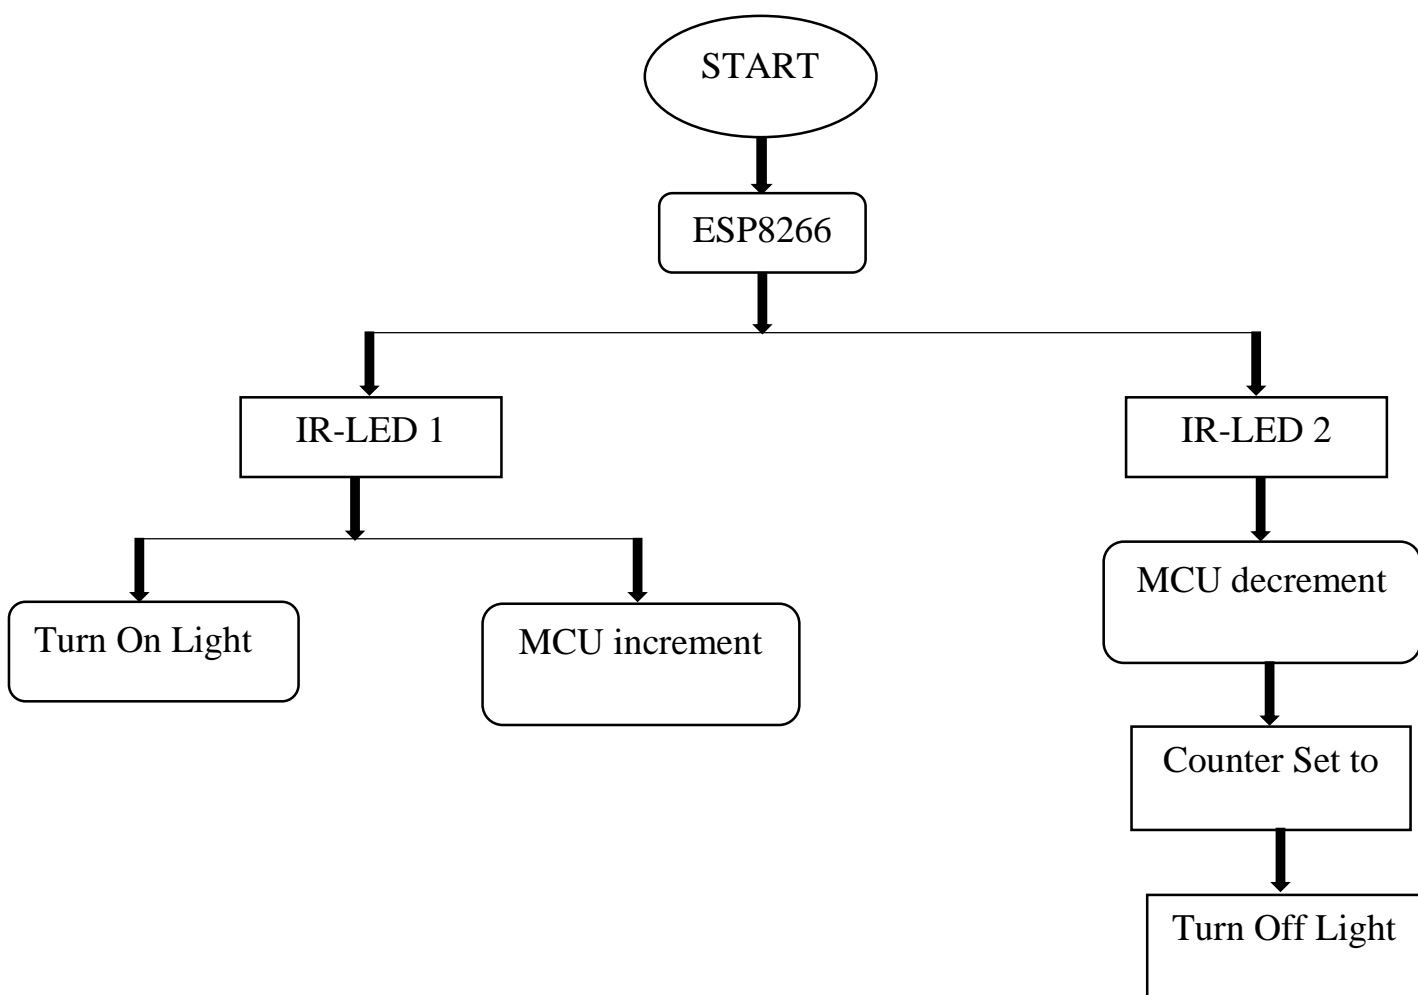 START
ESP8266
IR-LED 1
IR-LED 2
MCU decrement
Turn On Light
MCU increment
Counter Set to
Turn Off Light